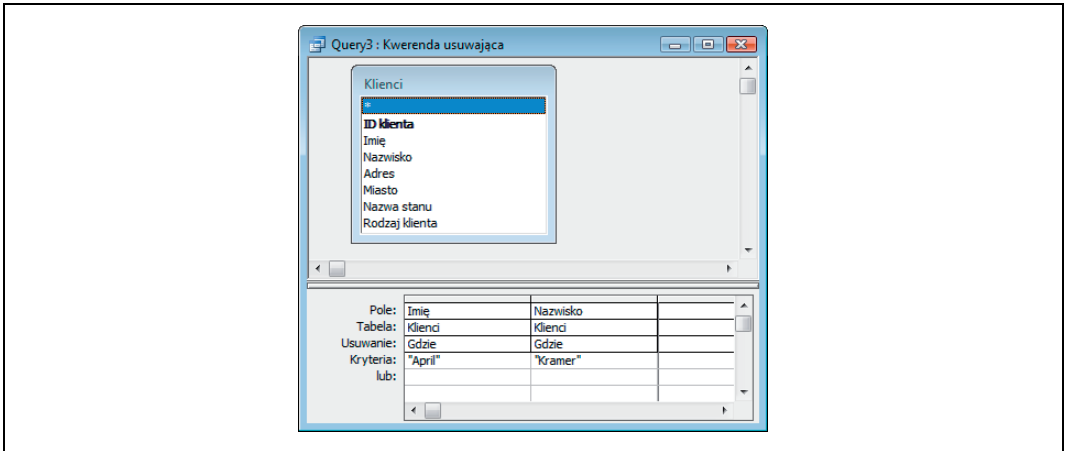 Query3 : Kwerenda usuwająca
Klienci
*
ID klienta
Imię
Nazwisko
Adres
Miasto
Nazwa stanu
Rodzaj klienta
Pole: Imię Nazwisko
Tabela: Klienci Klienci
Usuwanie: Gdzie Gdzie
Kryteria: "April" "Kramer"
lub: